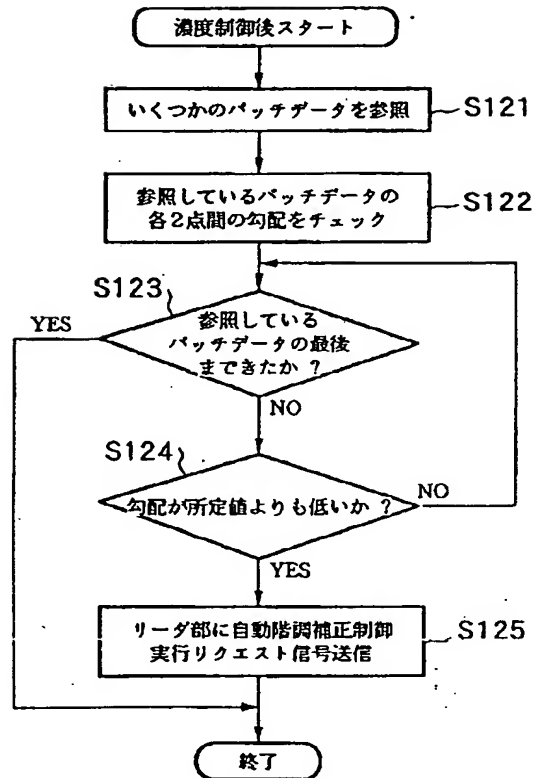 濃度制御後スタート
いくつかのパッチデータを参照
S121
参照しているパッチデータの
各2点間の勾配をチェック
S122
S123
YES
参照している
パッチデータの最後
まできたか ?
NO
S124
勾配が所定値よりも低いか ?
NO
YES
リーダ部に自動階調補正制御
実行リクエスト信号送信
S125
終了